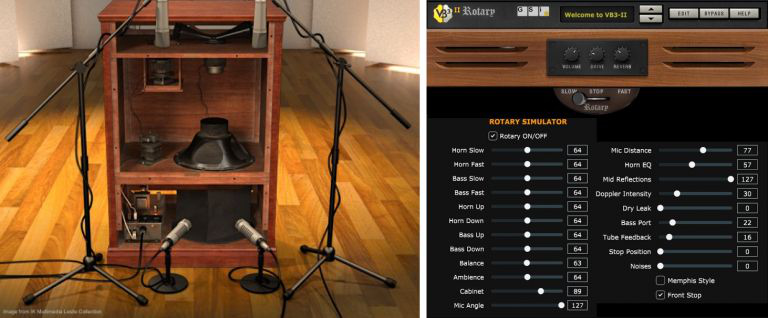 Image from IK Multimedia Leslie Collection
VB3 II Rotary
G S i
Welcome to VB3-II
EDIT
BYPASS
HELP
VOLUME
DRIVE
REVERB
SLOW
STOP
FAST
Rotary
ROTARY SIMULATOR
Rotary ON/OFF
Horn Slow 64
Horn Fast 64
Bass Slow 64
Bass Fast 64
Horn Up 64
Horn Down 64
Bass Up 64
Bass Down 64
Balance 63
Ambience 64
Cabinet 89
Mic Angle 127
Mic Distance 77
Horn EQ 57
Mid Reflections 127
Doppler Intensity 30
Dry Leak 0
Bass Port 22
Tube Feedback 16
Stop Position 0
Noises 0
Memphis Style
Front Stop